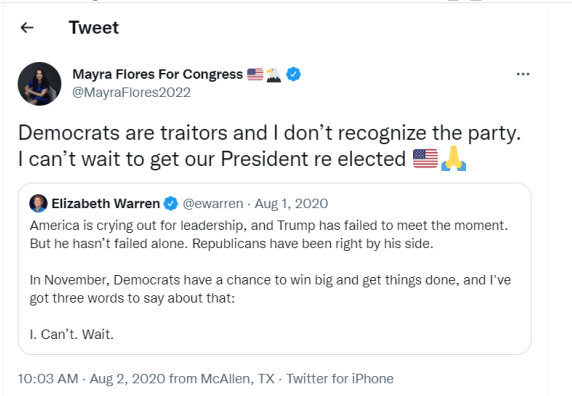 Tweet
Mayra Flores For Congress 🇺🇸🦅
@MayraFlores2022
Democrats are traitors and I don’t recognize the party.
I can’t wait to get our President re elected 🇺🇸🙏
Elizabeth Warren @ewarren · Aug 1, 2020
America is crying out for leadership, and Trump has failed to meet the moment.
But he hasn’t failed alone. Republicans have been right by his side.
In November, Democrats have a chance to win big and get things done, and I’ve
got three words to say about that:
I. Can’t. Wait.
10:03 AM · Aug 2, 2020 from McAllen, TX · Twitter for iPhone